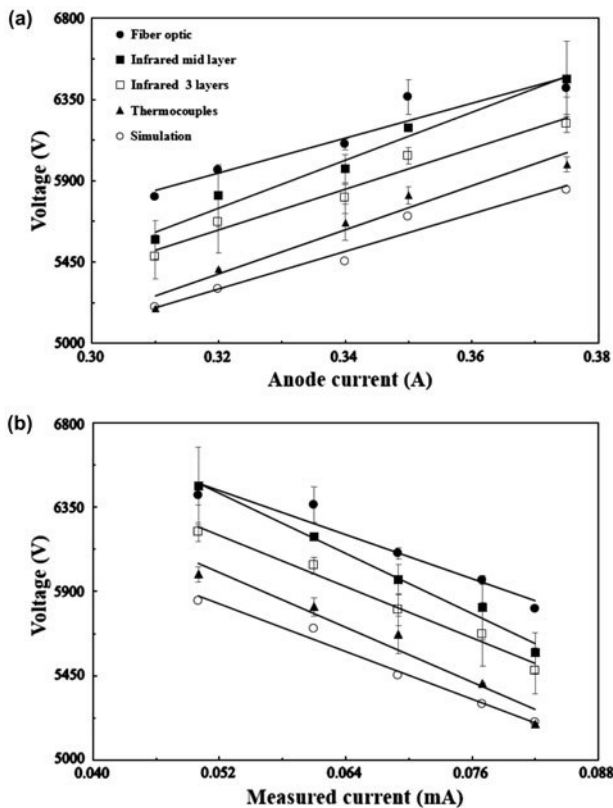 (a)
6800
6350
5900
5450
5000
Voltage (V)
Fiber optic
Infrared mid layer
Infrared 3 layers
Thermocouples
Simulation
0.30 0.32 0.34 0.36 0.38
Anode current (A)
(b)
6800
6350
5900
5450
5000
Voltage (V)
0.040 0.052 0.064 0.076 0.088
Measured current (mA)